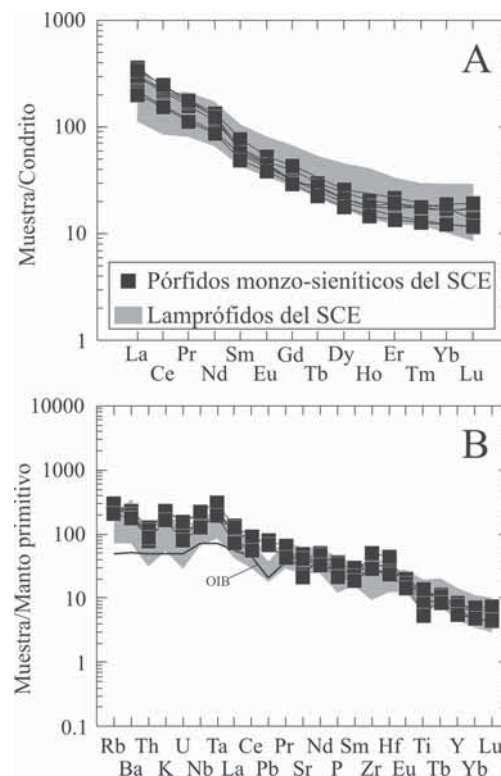 1000
A
100
10
1
Muestra/Condrito
Pórfidos monzo-sieníticos del SCE
Lamprófidos del SCE
La Pr Sm Gd Dy Er Yb
Ce Nd Eu Tb Ho Tm Lu
10000
B
1000
100
10
1
0.1
Muestra/Manto primitivo
OIB
Rb Th U Ta Ce Pr Nd Sm Hf Ti Y Lu
Ba K Nb La Pb Sr P Zr Eu Tb Yb